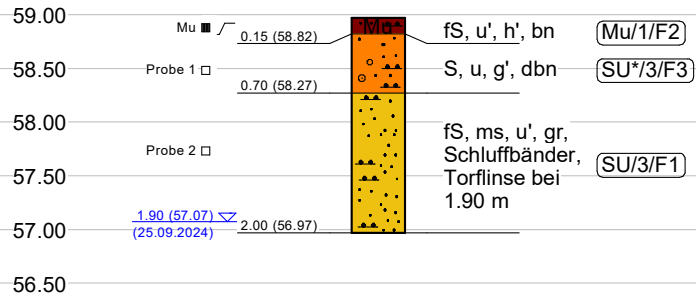 59.00
Mu
Mu
fS, u', h', bn
Mu/1/F2
0.15 (58.82)
58.50
Probe 1
S, u, g', dbn
SU*/3/F3
0.70 (58.27)
58.00
Probe 2
fS, ms, u', gr,
Schluffbänder,
Torflinse bei
1.90 m
SU/3/F1
57.50
1.90 (57.07)
(25.09.2024)
57.00
2.00 (56.97)
56.50